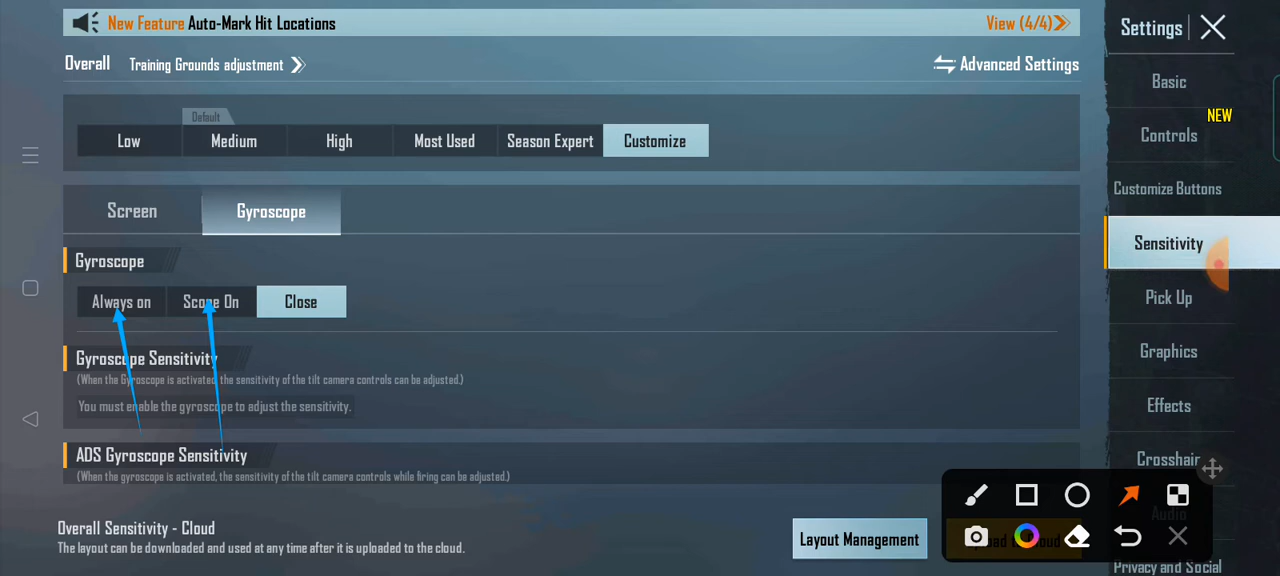 New Feature Auto-Mark Hit Locations
View (4/4)
Settings
Overall
Training Grounds adjustment
Advanced Settings
Basic
Default
Low
Medium
High
Most Used
Season Expert
Customize
NEW
Controls
Customize Buttons
Screen
Gyroscope
Sensitivity
Gyroscope
Always on
Scope On
Close
Pick Up
Gyroscope Sensitivity
(When the Gyroscope is activated, the sensitivity of the tilt camera controls can be adjusted.)
You must enable the gyroscope to adjust the sensitivity.
Graphics
Effects
ADS Gyroscope Sensitivity
(When the gyroscope is activated, the sensitivity of the tilt camera controls while firing can be adjusted.)
Crosshair
Audio
Overall Sensitivity - Cloud
The layout can be downloaded and used at any time after it is uploaded to the cloud.
Layout Management
Cloud
Privacy and Social